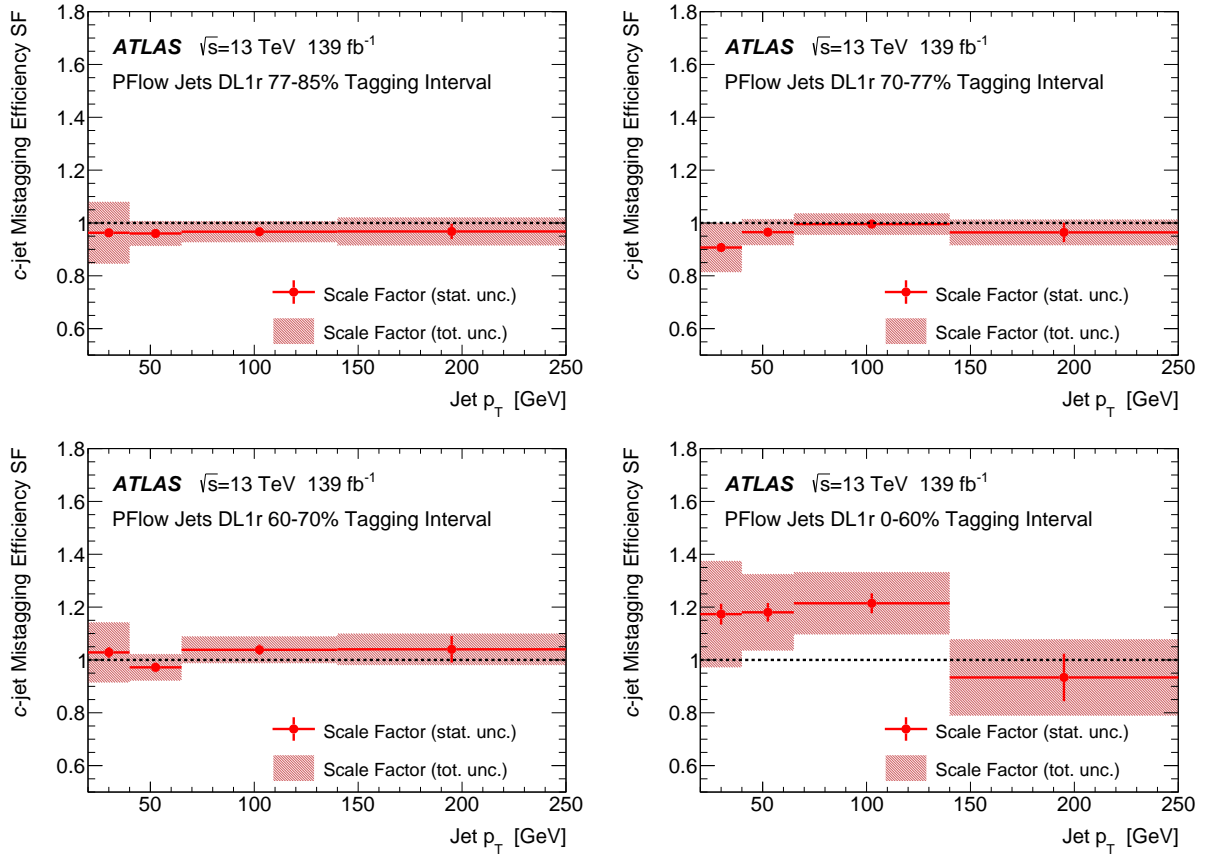 c-jet Mistagging Efficiency SF
1.8
1.6
1.4
1.2
1
0.8
0.6
ATLAS √s=13 TeV 139 fb⁻¹
PFlow Jets DL1r 77-85% Tagging Interval
Scale Factor (stat. unc.)
Scale Factor (tot. unc.)
50 100 150 200 250
Jet p_T [GeV]
c-jet Mistagging Efficiency SF
1.8
1.6
1.4
1.2
1
0.8
0.6
ATLAS √s=13 TeV 139 fb⁻¹
PFlow Jets DL1r 70-77% Tagging Interval
Scale Factor (stat. unc.)
Scale Factor (tot. unc.)
50 100 150 200 250
Jet p_T [GeV]
c-jet Mistagging Efficiency SF
1.8
1.6
1.4
1.2
1
0.8
0.6
ATLAS √s=13 TeV 139 fb⁻¹
PFlow Jets DL1r 60-70% Tagging Interval
Scale Factor (stat. unc.)
Scale Factor (tot. unc.)
50 100 150 200 250
Jet p_T [GeV]
c-jet Mistagging Efficiency SF
1.8
1.6
1.4
1.2
1
0.8
0.6
ATLAS √s=13 TeV 139 fb⁻¹
PFlow Jets DL1r 0-60% Tagging Interval
Scale Factor (stat. unc.)
Scale Factor (tot. unc.)
50 100 150 200 250
Jet p_T [GeV]